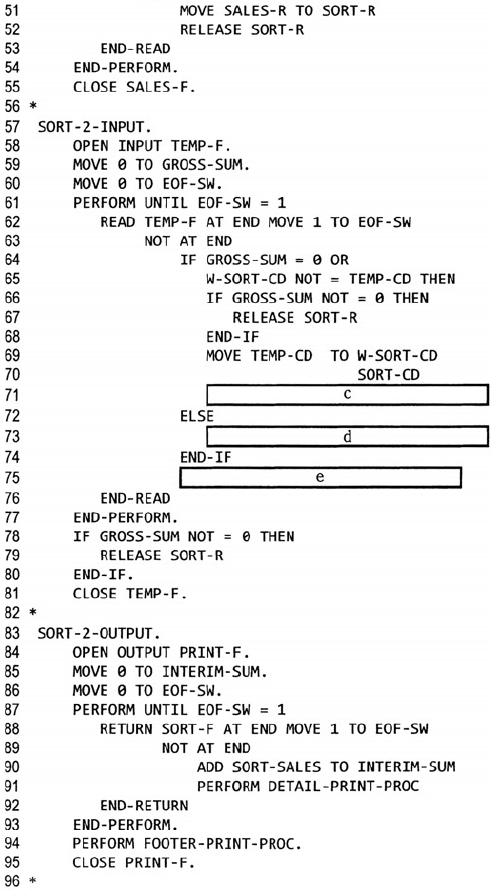 51 MOVE SALES-R TO SORT-R
52 RELEASE SORT-R
53 END-READ
54 END-PERFORM.
55 CLOSE SALES-F.
56 *
57 SORT-2-INPUT.
58 OPEN INPUT TEMP-F.
59 MOVE 0 TO GROSS-SUM.
60 MOVE 0 TO EOF-SW.
61 PERFORM UNTIL EOF-SW = 1
62 READ TEMP-F AT END MOVE 1 TO EOF-SW
63 NOT AT END
64 IF GROSS-SUM = 0 OR
65 W-SORT-CD NOT = TEMP-CD THEN
66 IF GROSS-SUM NOT = 0 THEN
67 RELEASE SORT-R
68 END-IF
69 MOVE TEMP-CD TO W-SORT-CD
70 SORT-CD
71 c
72 ELSE
73 d
74 END-IF
75 e
76 END-READ
77 END-PERFORM.
78 IF GROSS-SUM NOT = 0 THEN
79 RELEASE SORT-R
80 END-IF.
81 CLOSE TEMP-F.
82 *
83 SORT-2-OUTPUT.
84 OPEN OUTPUT PRINT-F.
85 MOVE 0 TO INTERIM-SUM.
86 MOVE 0 TO EOF-SW.
87 PERFORM UNTIL EOF-SW = 1
88 RETURN SORT-F AT END MOVE 1 TO EOF-SW
89 NOT AT END
90 ADD SORT-SALES TO INTERIM-SUM
91 PERFORM DETAIL-PRINT-PROC
92 END-RETURN
93 END-PERFORM.
94 PERFORM FOOTER-PRINT-PROC.
95 CLOSE PRINT-F.
96 *